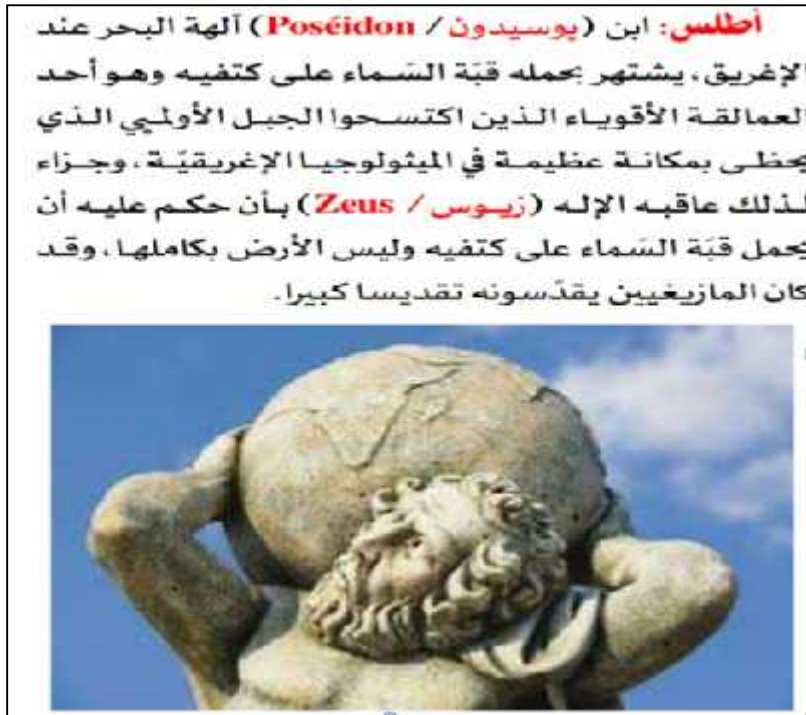 أطلس: ابن (پوسيدون / Poséidon) آلهة البحر عند
الإغريق، يشتهر بحمله قبّة السّماء على كتفيه وهو أحد
العمالقة الأقوياء الذين اكتسحوا الجبل الأولمبي الذي
يحظى بمكانة عظيمة في الميثولوجيا الإغريقيّة، وجزاء
لذلك عاقبه الإله (زيوس / Zeus) بأن حكم عليه أن
يحمل قبّة السّماء على كتفيه وليس الأرض بكاملها، وقد
كان المازيغيين يقدّسونه تقديسا كبيرا.